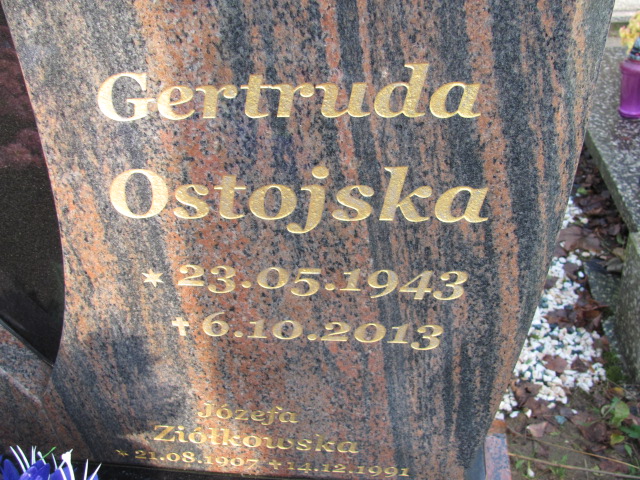 Gertruda
Ostojska
* 23.05.1943
✝ 6.10.2013
Józefa
Ziółkowska
* 21.08.1907 ✝ 14.12.1991